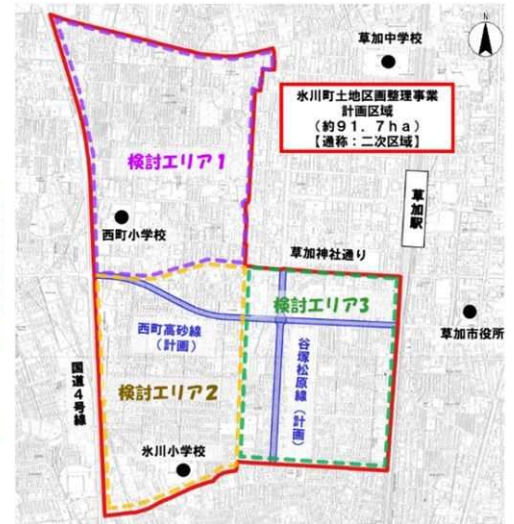 N
草加中学校
氷川町土地区画整理事業
計画区域
(約91.7ha)
【通称：二次区域】
検討エリア1
草加駅
西町小学校
草加神社通り
検討エリア3
草加市役所
西町高砂線
(計画)
谷塚松原線(計画)
国道4号線
検討エリア2
氷川小学校